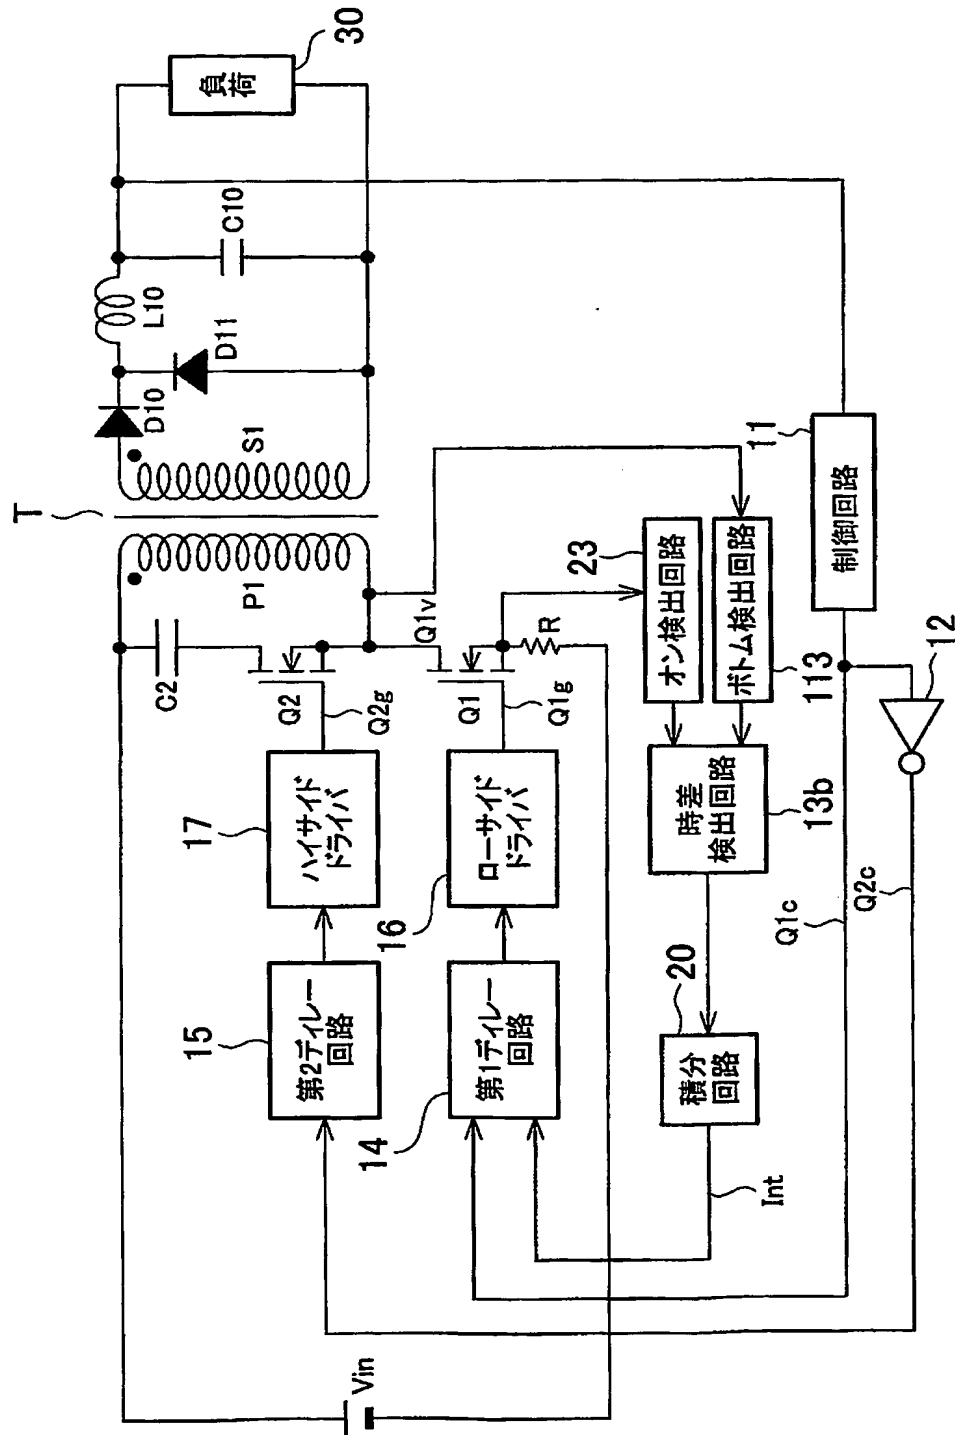 T
30
負荷
C10
L10
D11
D10
S1
P1
C2
Q2
Q2g
Q1v
Q1
Q1g
R
17
ハイサイド
ドライバ
16
ローサイド
ドライバ
15
第2ディレー
回路
14
第1ディレー
回路
23
オン検出回路
ボトム検出回路
113
時差
検出回路
13b
20
積分
回路
Int
11
制御回路
12
Q1c
Q2c
Vin